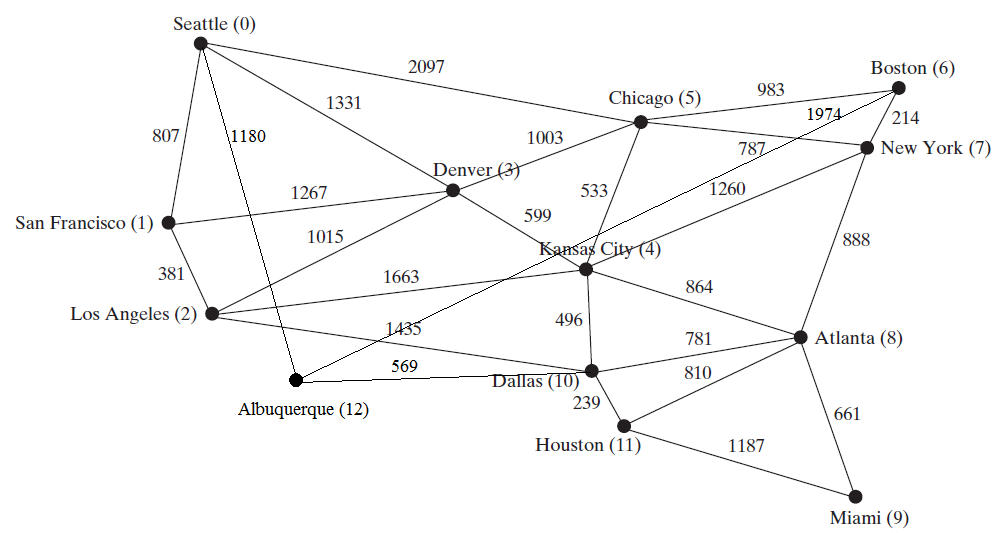 Seattle (0)
2097
Boston (6)
983
Chicago (5)
1331
1974
214
807
1180
1003
787
New York (7)
Denver (3)
533
1260
1267
599
San Francisco (1)
1015
Kansas City (4)
888
381
1663
864
Los Angeles (2)
496
1435
781
Atlanta (8)
569
810
Dallas (10)
239
Albuquerque (12)
661
Houston (11)
1187
Miami (9)